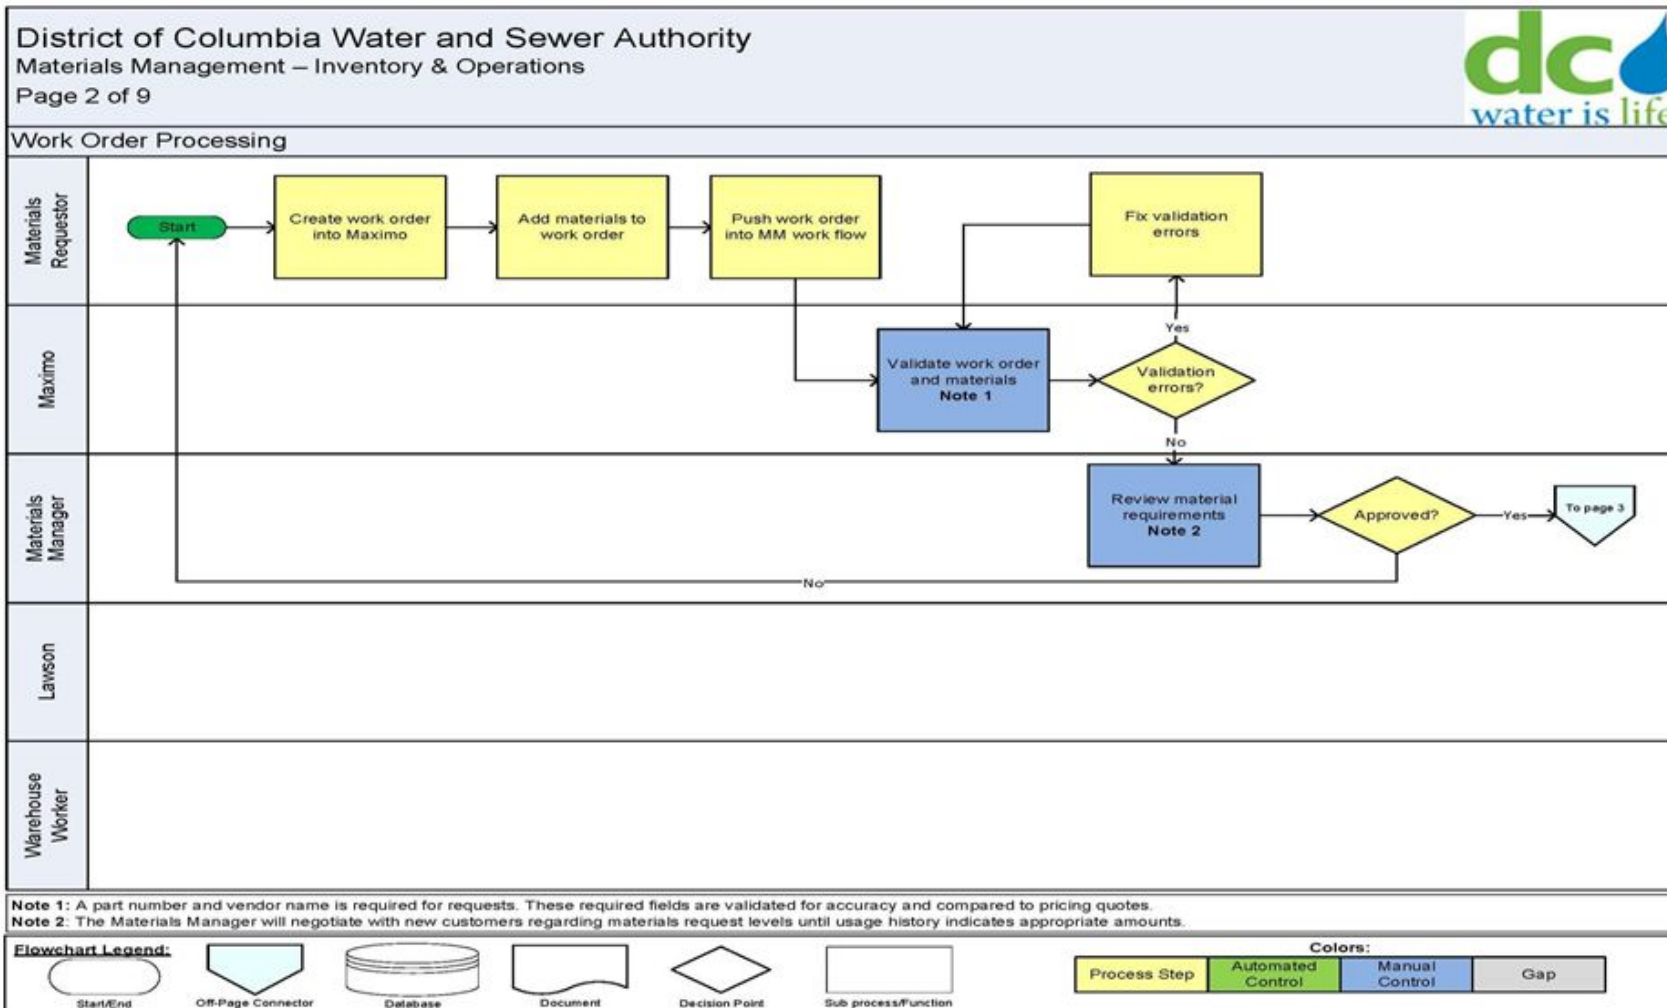 District of Columbia Water and Sewer Authority
Materials Management – Inventory & Operations
Page 2 of 9
dc
water is life
Work Order Processing
Materials
Requestor
Start
Create work order
into Maximo
Add materials to
work order
Push work order
into MM work flow
Fix validation
errors
Maximo
Validate work order
and materials
Note 1
Yes
Validation
errors?
No
Materials
Manager
Review material
requirements
Note 2
Approved?
Yes
To page 3
No
Lawson
Warehouse
Worker
Note 1: A part number and vendor name is required for requests. These required fields are validated for accuracy and compared to pricing quotes.
Note 2: The Materials Manager will negotiate with new customers regarding materials request levels until usage history indicates appropriate amounts.
Flowchart Legend:
Start/End
Off-Page Connector
Database
Document
Decision Point
Sub process/Function
Colors:
Process Step
Automated
Control
Manual
Control
Gap